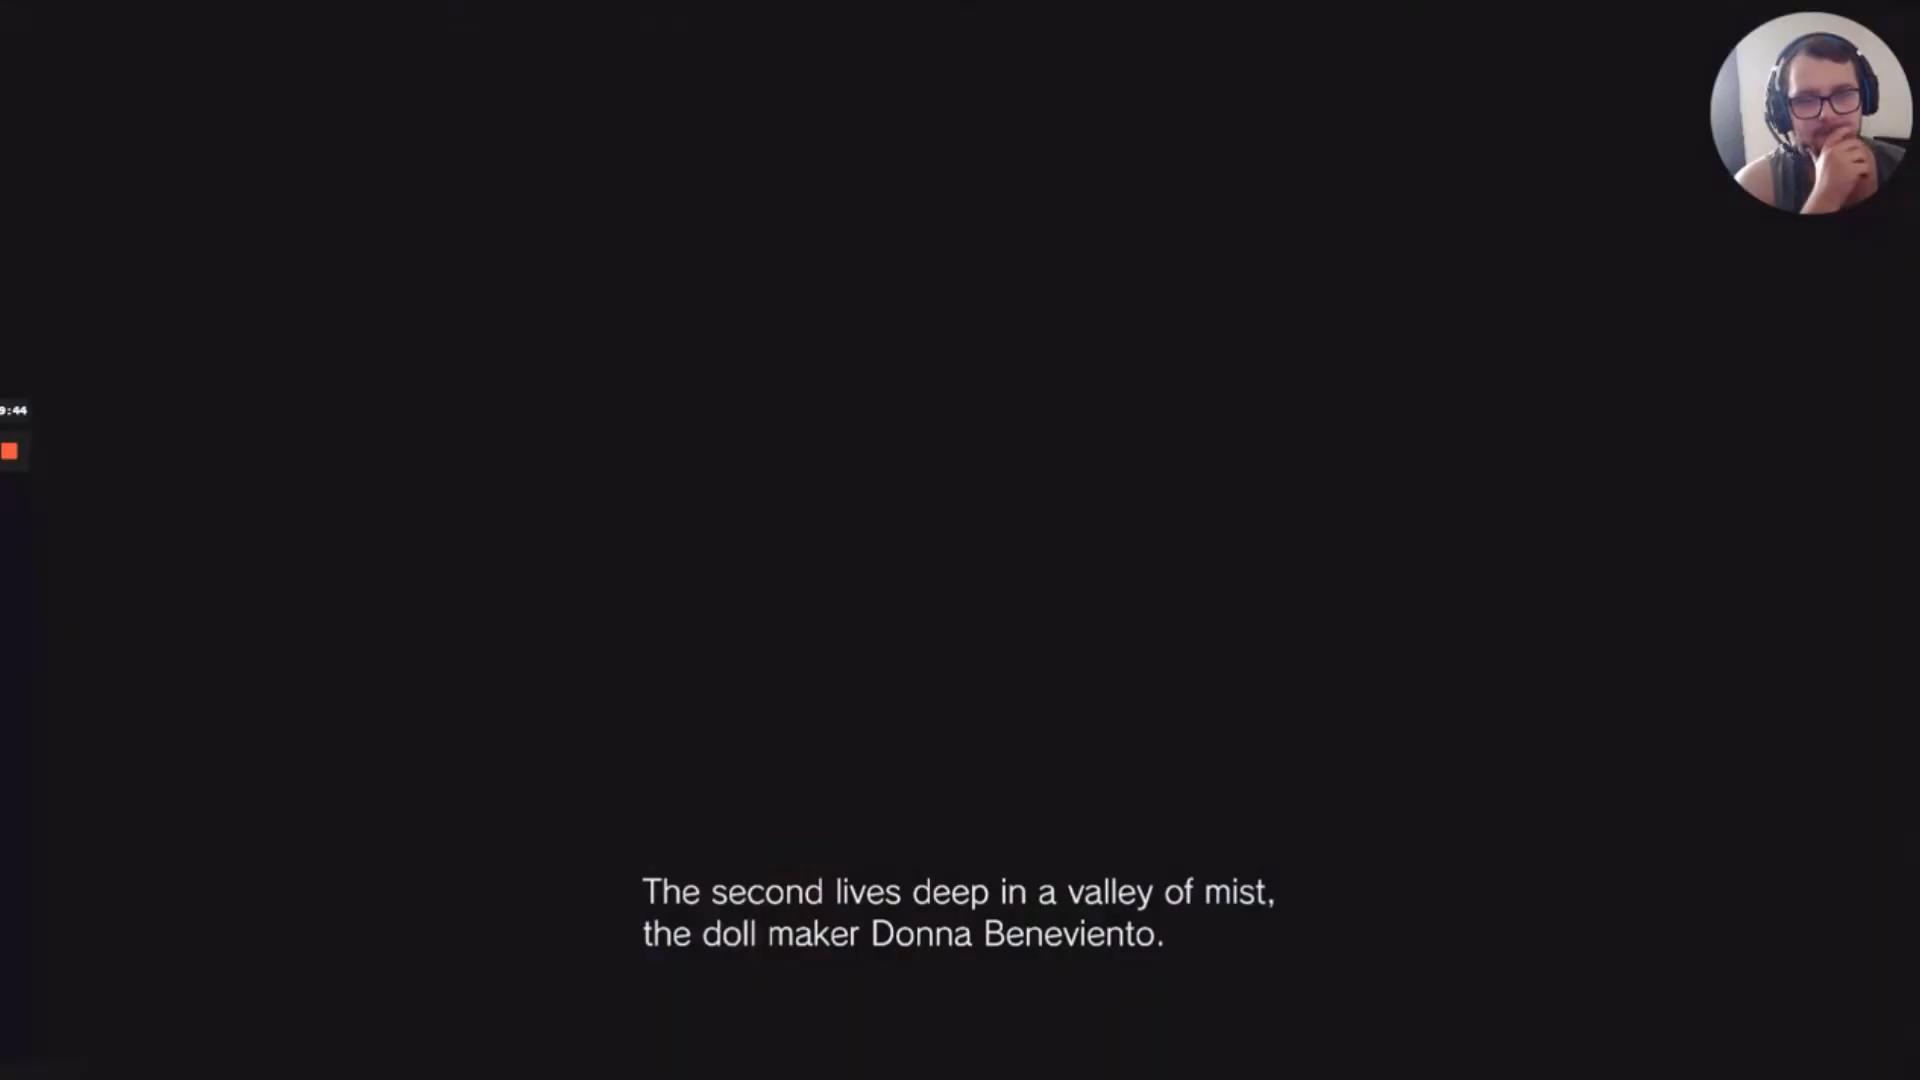 9:44
The second lives deep in a valley of mist,
the doll maker Donna Beneviento.